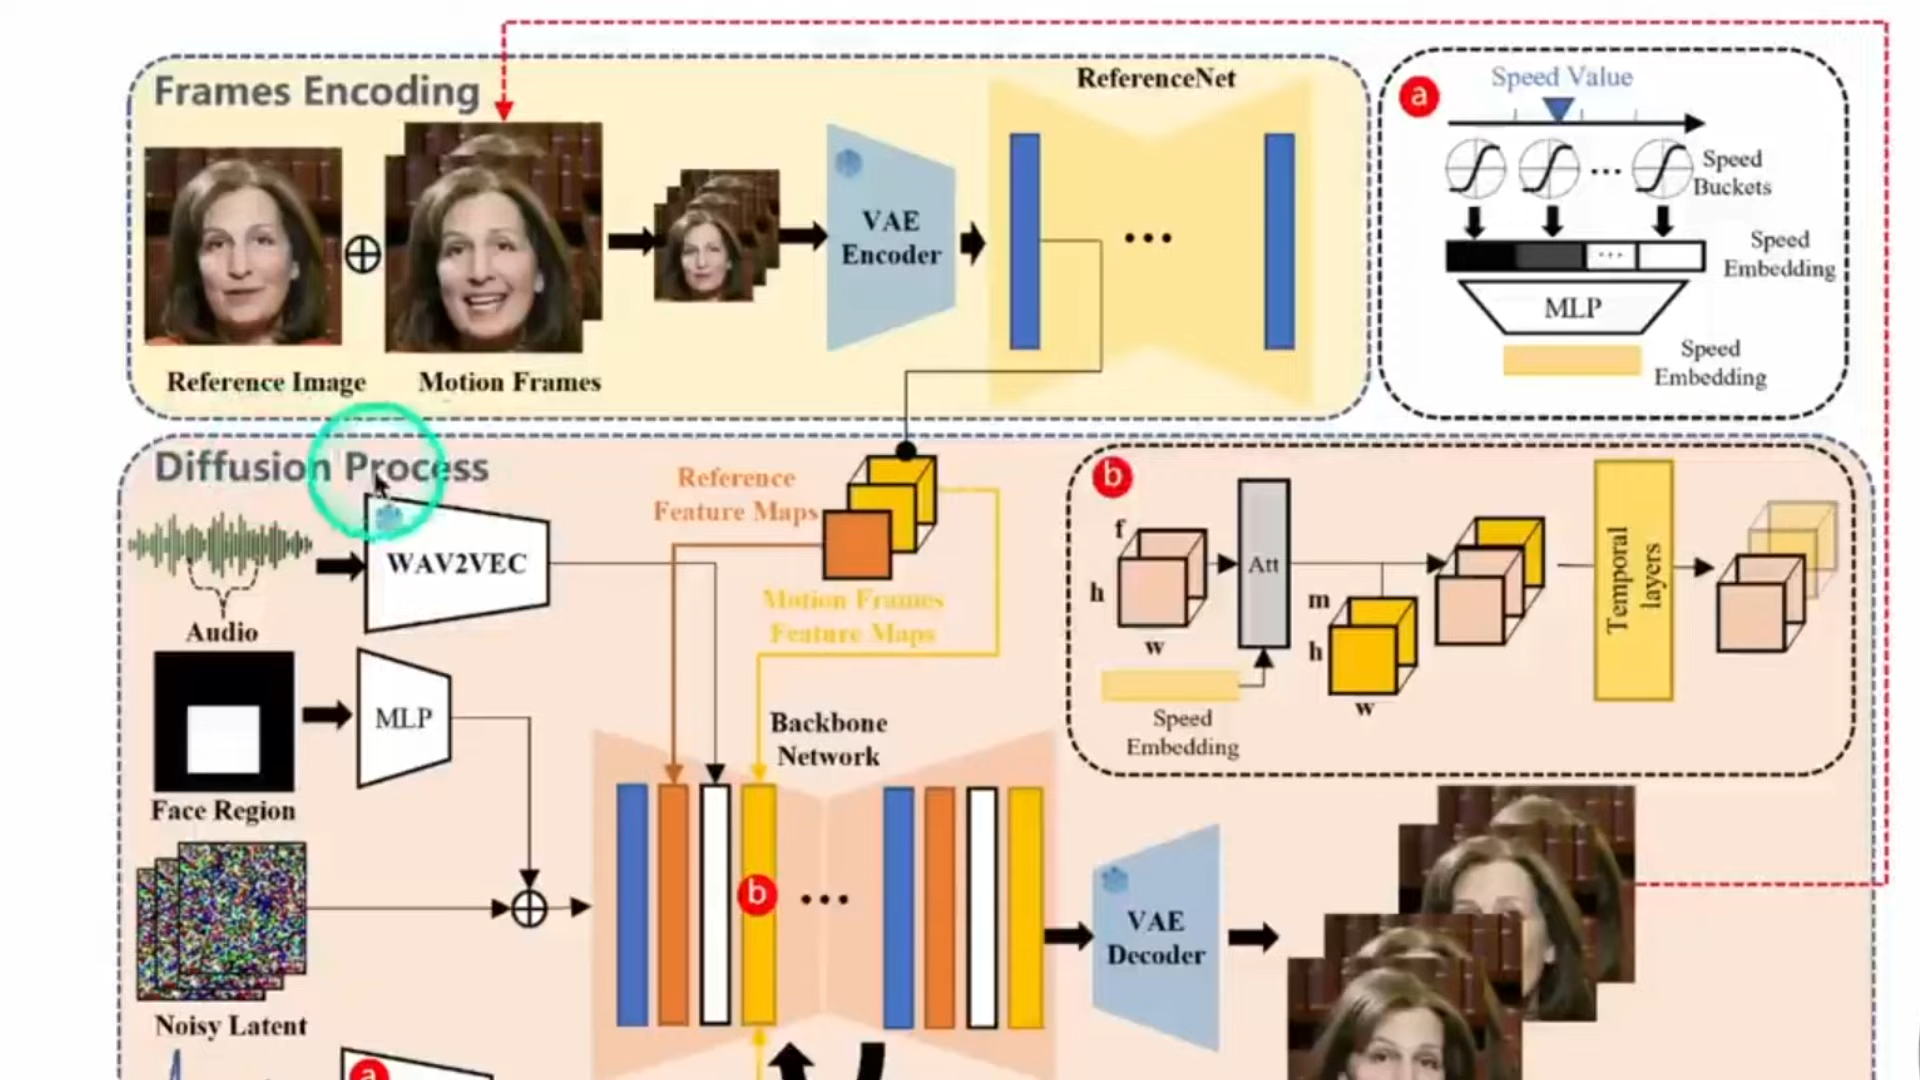 Frames Encoding
Reference Image
Motion Frames
VAE
Encoder
ReferenceNet
a
Speed Value
Speed
Buckets
Speed
Embedding
MLP
Speed
Embedding
Diffusion Process
Audio
WAV2VEC
Reference
Feature Maps
Motion Frames
Feature Maps
Face Region
MLP
Noisy Latent
Backbone
Network
b
VAE
Decoder
b
f
h
w
Att
Speed
Embedding
m
h
w
Temporal
layers
a